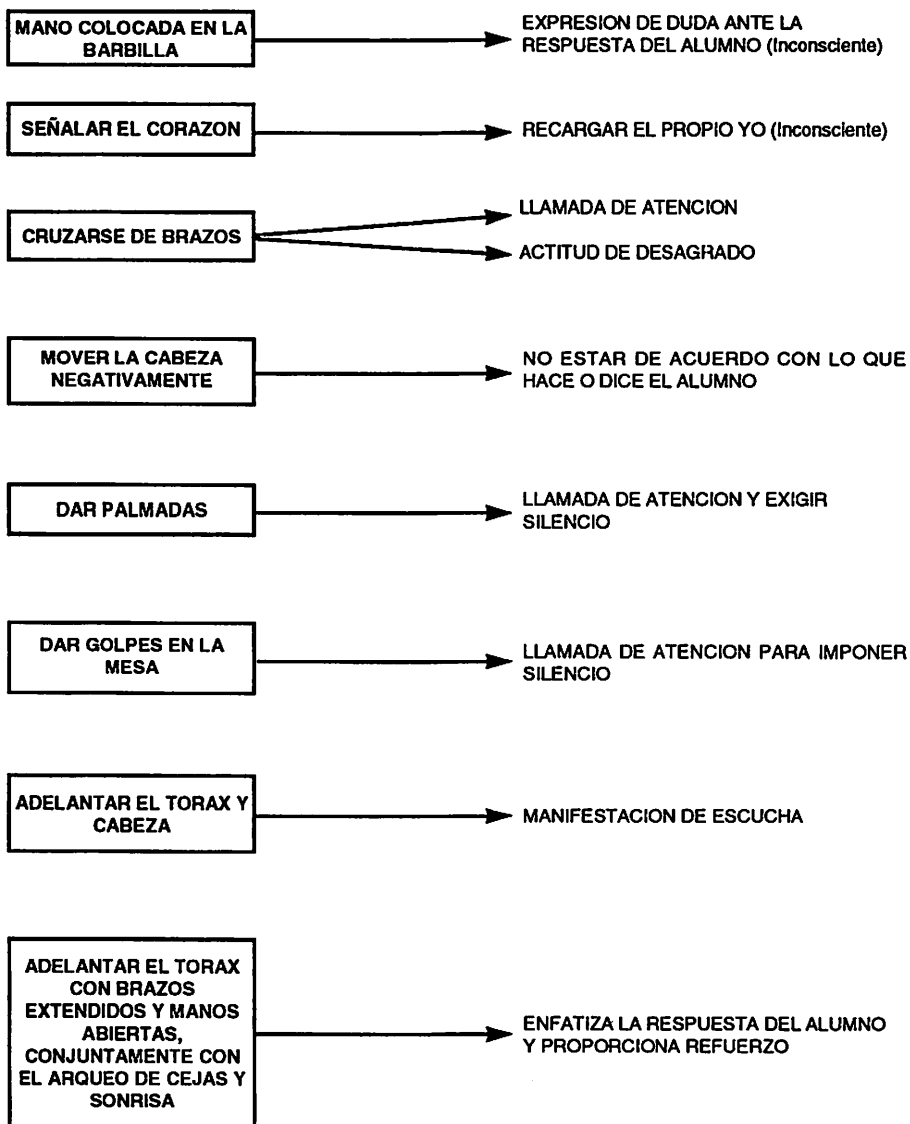 MANO COLOCADA EN LA
BARBILLA
EXPRESION DE DUDA ANTE LA
RESPUESTA DEL ALUMNO (Inconsciente)
SEÑALAR EL CORAZON
RECARGAR EL PROPIO YO (Inconsciente)
CRUZARSE DE BRAZOS
LLAMADA DE ATENCION
ACTITUD DE DESAGRADO
MOVER LA CABEZA
NEGATIVAMENTE
NO ESTAR DE ACUERDO CON LO QUE
HACE O DICE EL ALUMNO
DAR PALMADAS
LLAMADA DE ATENCION Y EXIGIR
SILENCIO
DAR GOLPES EN LA
MESA
LLAMADA DE ATENCION PARA IMPONER
SILENCIO
ADELANTAR EL TORAX Y
CABEZA
MANIFESTACION DE ESCUCHA
ADELANTAR EL TORAX
CON BRAZOS
EXTENDIDOS Y MANOS
ABIERTAS,
CONJUNTAMENTE CON
EL ARQUEO DE CEJAS Y
SONRISA
ENFATIZA LA RESPUESTA DEL ALUMNO
Y PROPORCIONA REFUERZO